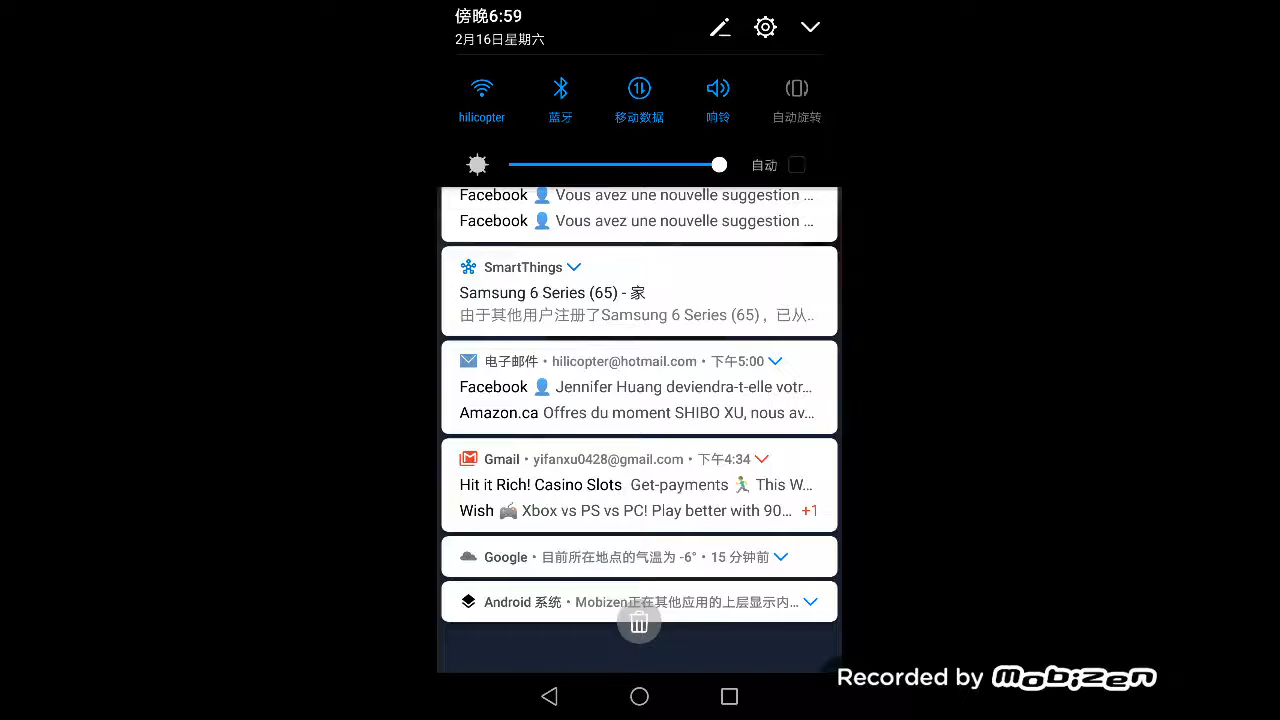 傍晚6:59
2月16日星期六
hilicopter 蓝牙 移动数据 响铃 自动旋转
自动
Facebook 👤 Vous avez une nouvelle suggestion ...
Facebook 👤 Vous avez une nouvelle suggestion ...
SmartThings
Samsung 6 Series (65) - 家
由于其他用户注册了Samsung 6 Series (65)，已从..
电子邮件 • hilicopter@hotmail.com • 下午5:00
Facebook 👤 Jennifer Huang deviendra-t-elle votr...
Amazon.ca Offres du moment SHIBO XU, nous av...
Gmail • yifanxu0428@gmail.com • 下午4:34
Hit it Rich! Casino Slots Get-payments 🏃‍♂️ This W...
Wish 🎮 Xbox vs PS vs PC! Play better with 90... +1
Google • 目前所在地点的气温为 -6° • 15 分钟前
Android 系统 • Mobizen正在其他应用的上层显示内...
Recorded by mobizen